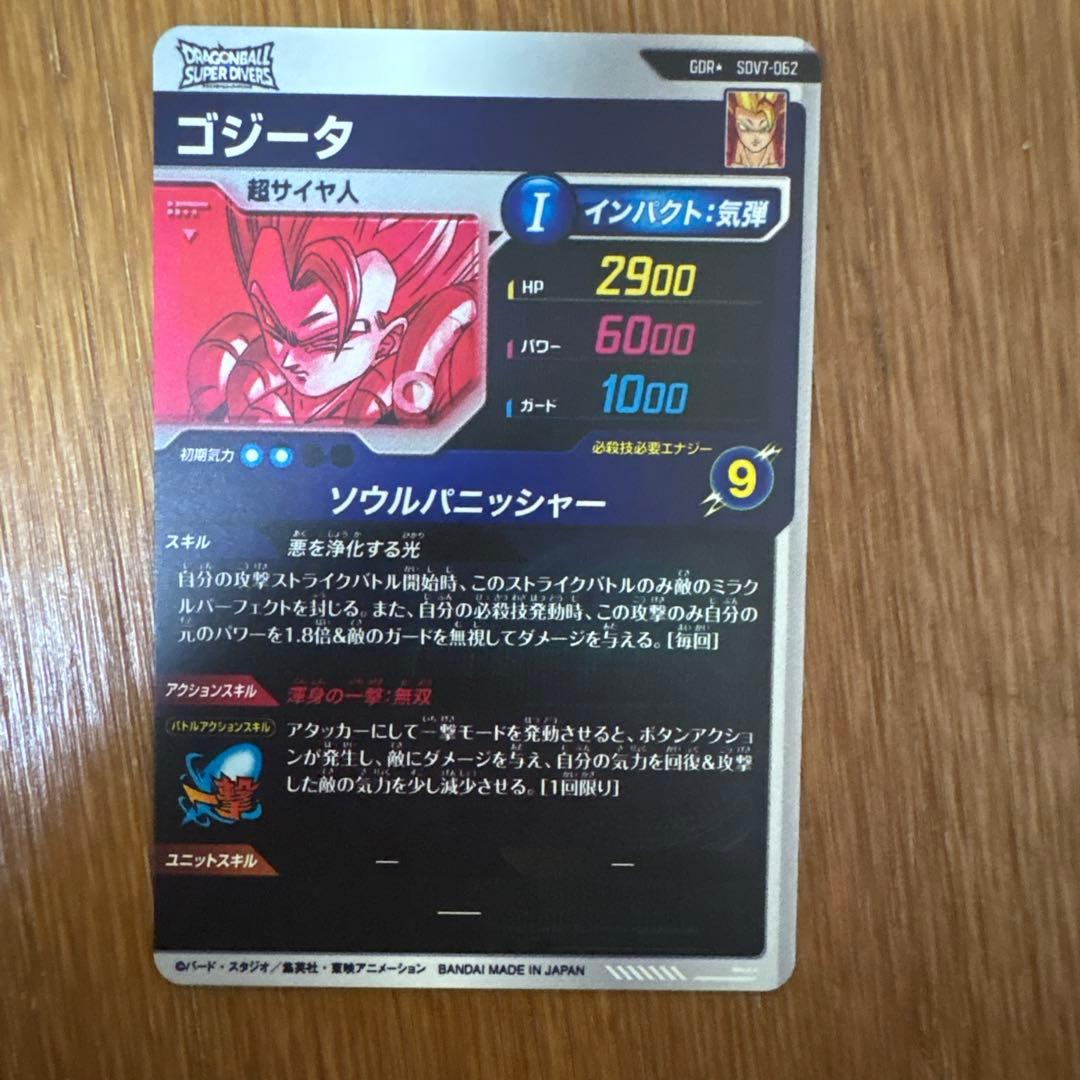 DRAGONBALL
SUPER DIVERS
GDR★ SDV7-062
ゴジータ
超サイヤ人
I インパクト:気弾
HP 2900
パワー 6000
ガード 1000
初期気力
必殺技必要エナジー
9
ソウルパニッシャー
スキル 悪を浄化する光
自分の攻撃ストライクバトル開始時、このストライクバトルのみ敵のミラク
ルパーフェクトを封じる。また、自分の必殺技発動時、この攻撃のみ自分の
元のパワーを1.8倍&敵のガードを無視してダメージを与える。[毎回]
アクションスキル 渾身の一撃:無双
バトルアクションスキル
一撃
アタッカーにして一撃モードを発動させると、ボタンアクショ
ンが発生し、敵にダメージを与え、自分の気力を回復&攻撃
した敵の気力を少し減少させる。[1回限り]
ユニットスキル — —
—
©バード・スタジオ/集英社・東映アニメーション BANDAI MADE IN JAPAN